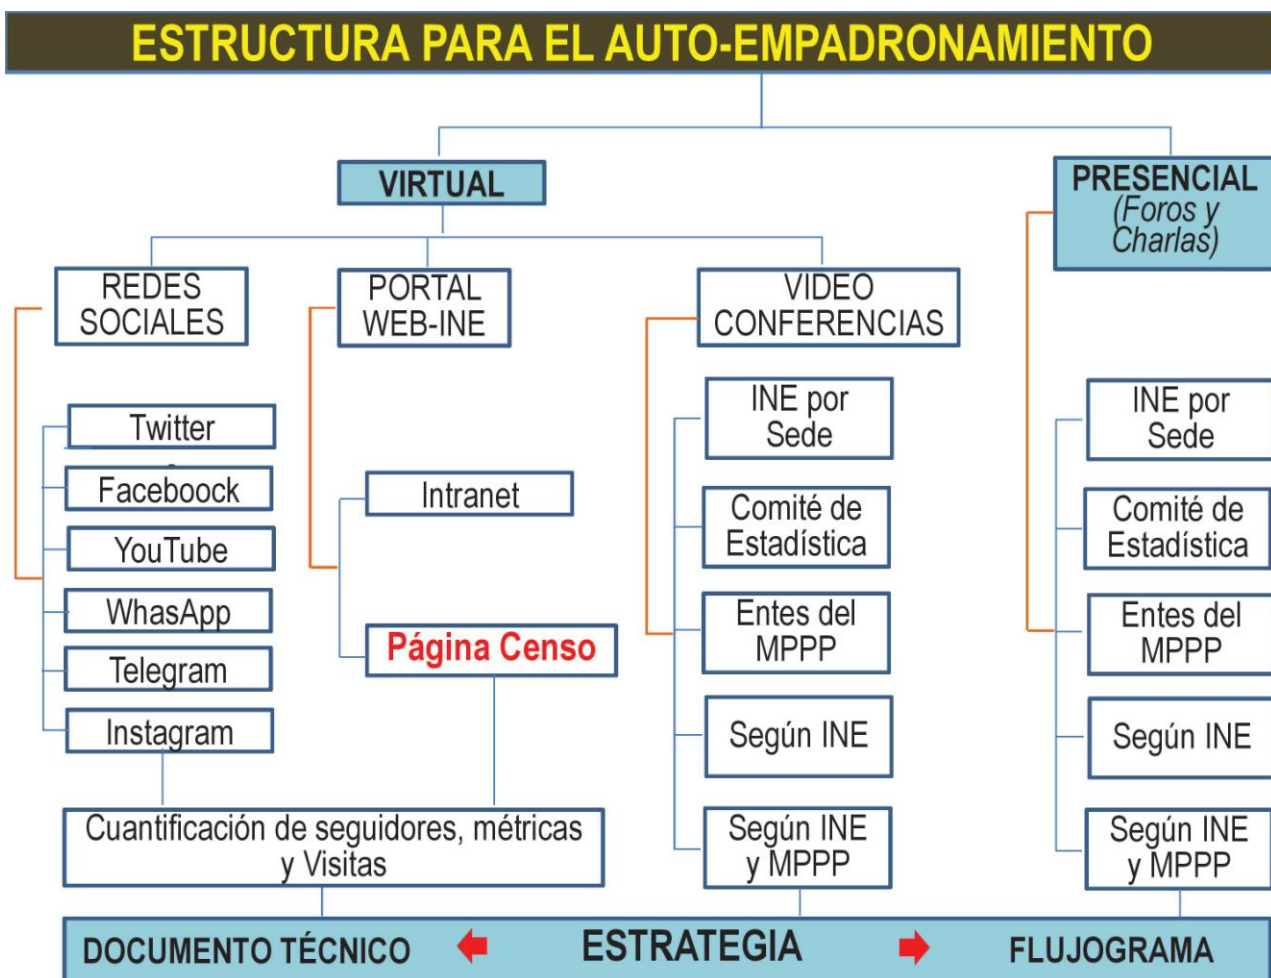 ESTRUCTURA PARA EL AUTO-EMPADRONAMIENTO
VIRTUAL
PRESENCIAL
(Foros y
Charlas)
REDES
SOCIALES
PORTAL
WEB-INE
VIDEO
CONFERENCIAS
Twitter
Faceboock
YouTube
WhasApp
Telegram
Instagram
Intranet
Página Censo
INE por
Sede
Comité de
Estadística
Entes del
MPPP
Según INE
Según INE
y MPPP
INE por
Sede
Comité de
Estadística
Entes del
MPPP
Según INE
Según INE
y MPPP
Cuantificación de seguidores, métricas
y Visitas
DOCUMENTO TÉCNICO
ESTRATEGIA
FLUJOGRAMA